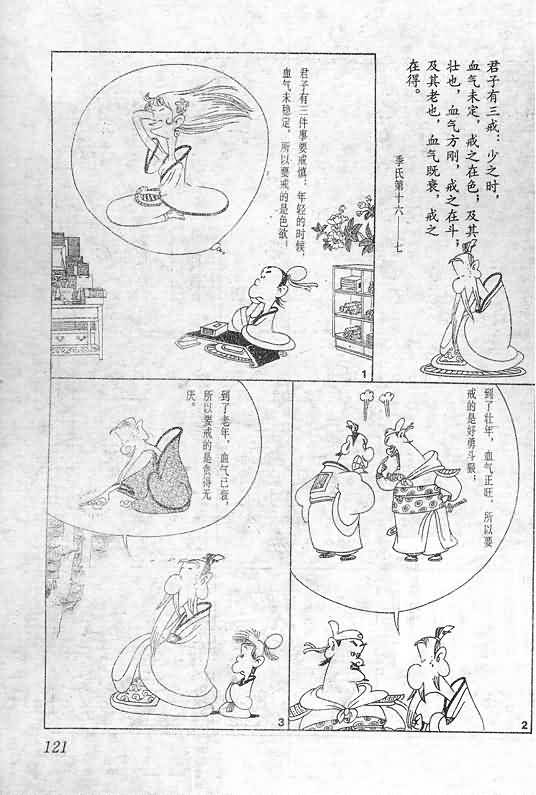 君子有三戒：少之时，
血气未定，戒之在色；及其
壮也，血气方刚，戒之在斗；
及其老也，血气既衰，戒之
在得。
季氏第十六——七
君子有三件事要戒慎：年轻的时候，
血气未稳定，所以要戒的是色欲；
1
到了壮年，血气正旺，所以要
戒的是好勇斗狠；
2
到了老年，血气已衰，
所以要戒的是贪得无
厌。
3
121